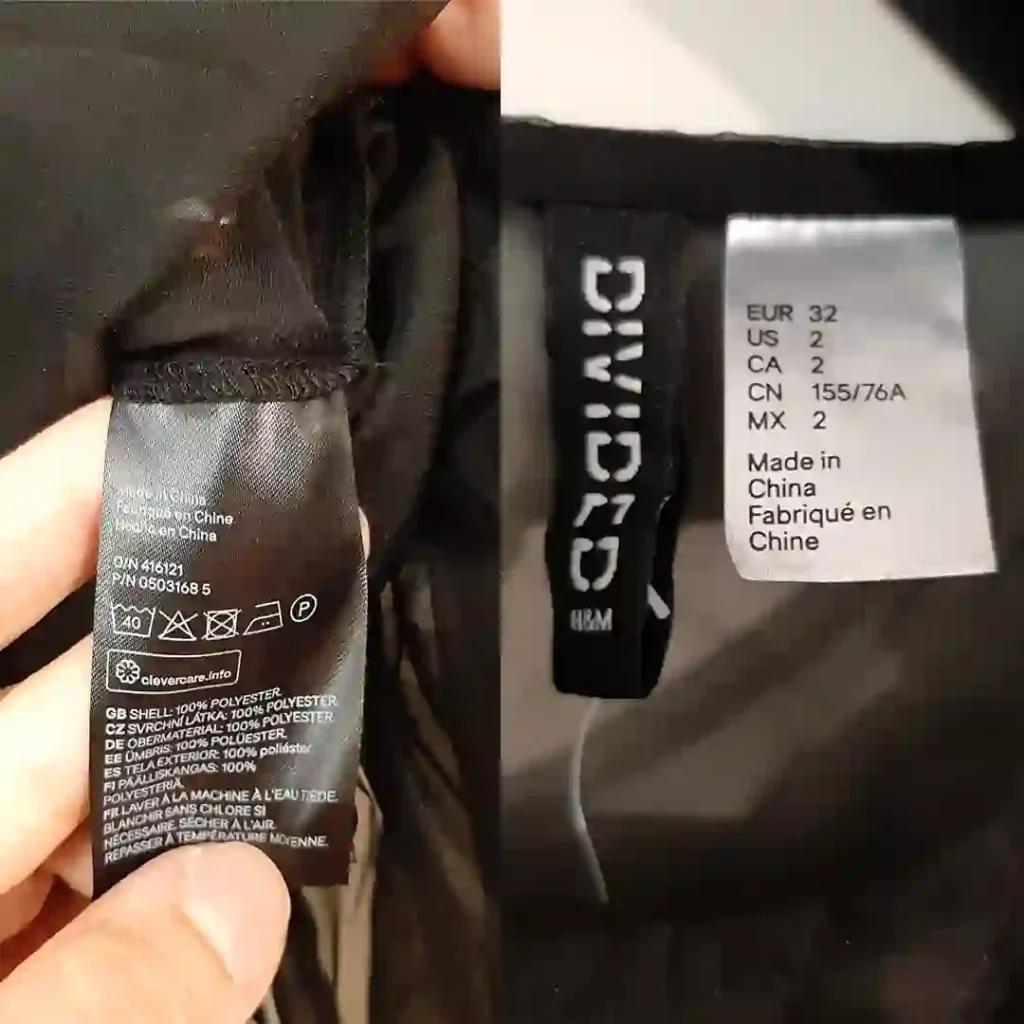 Made in China
Fabriqué en Chine
Hecho en China
O/N 416121
P/N 0503168 5
40
P
clevercare.info
GB SHELL: 100% POLYESTER.
CZ SVRCHNÍ LÁTKA: 100% POLYESTER.
DE OBERMATERIAL: 100% POLYESTER.
EE ÜMBRIS: 100% POLÜESTER.
ES TELA EXTERIOR: 100% poliéster
FI PÄÄLLISKANGAS: 100%
POLYESTERIÄ.
FR LAVER À LA MACHINE À L'EAU TIÈDE.
BLANCHIR SANS CHLORE SI
NÉCESSAIRE. SÉCHER À L'AIR.
REPASSER À TEMPÉRATURE MOYENNE.
DIVIDED
H&M
EUR 32
US 2
CA 2
CN 155/76A
MX 2
Made in
China
Fabriqué en
Chine